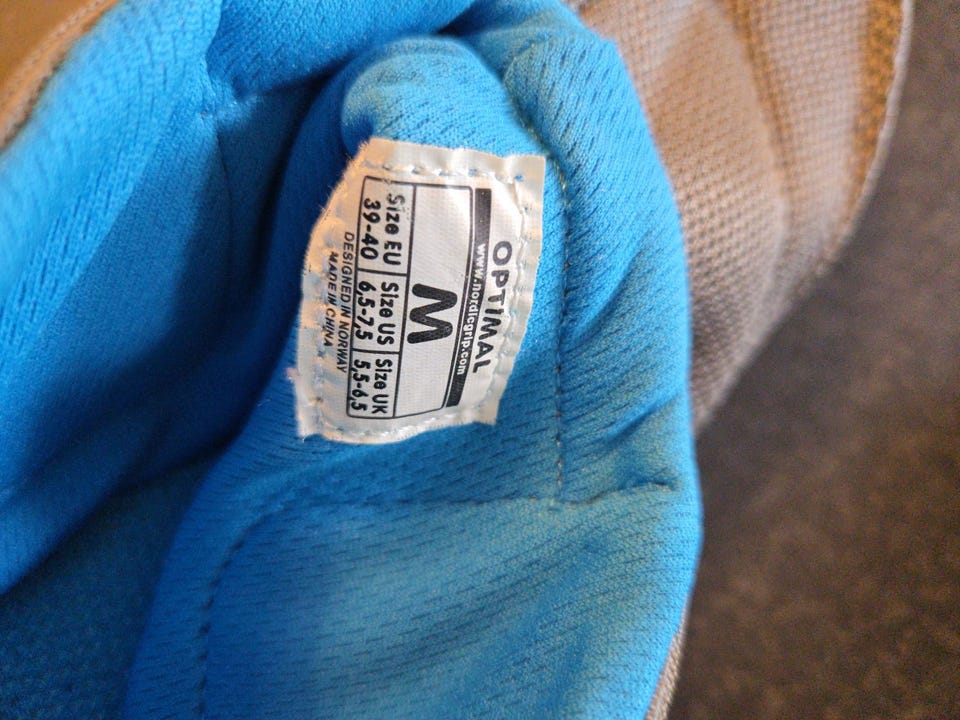 OPTIMAL
www.nordicgrip.com
M
Size EU Size US Size UK
39-40 6,5-7,5 5,5-6,5
DESIGNED IN NORWAY
MADE IN CHINA